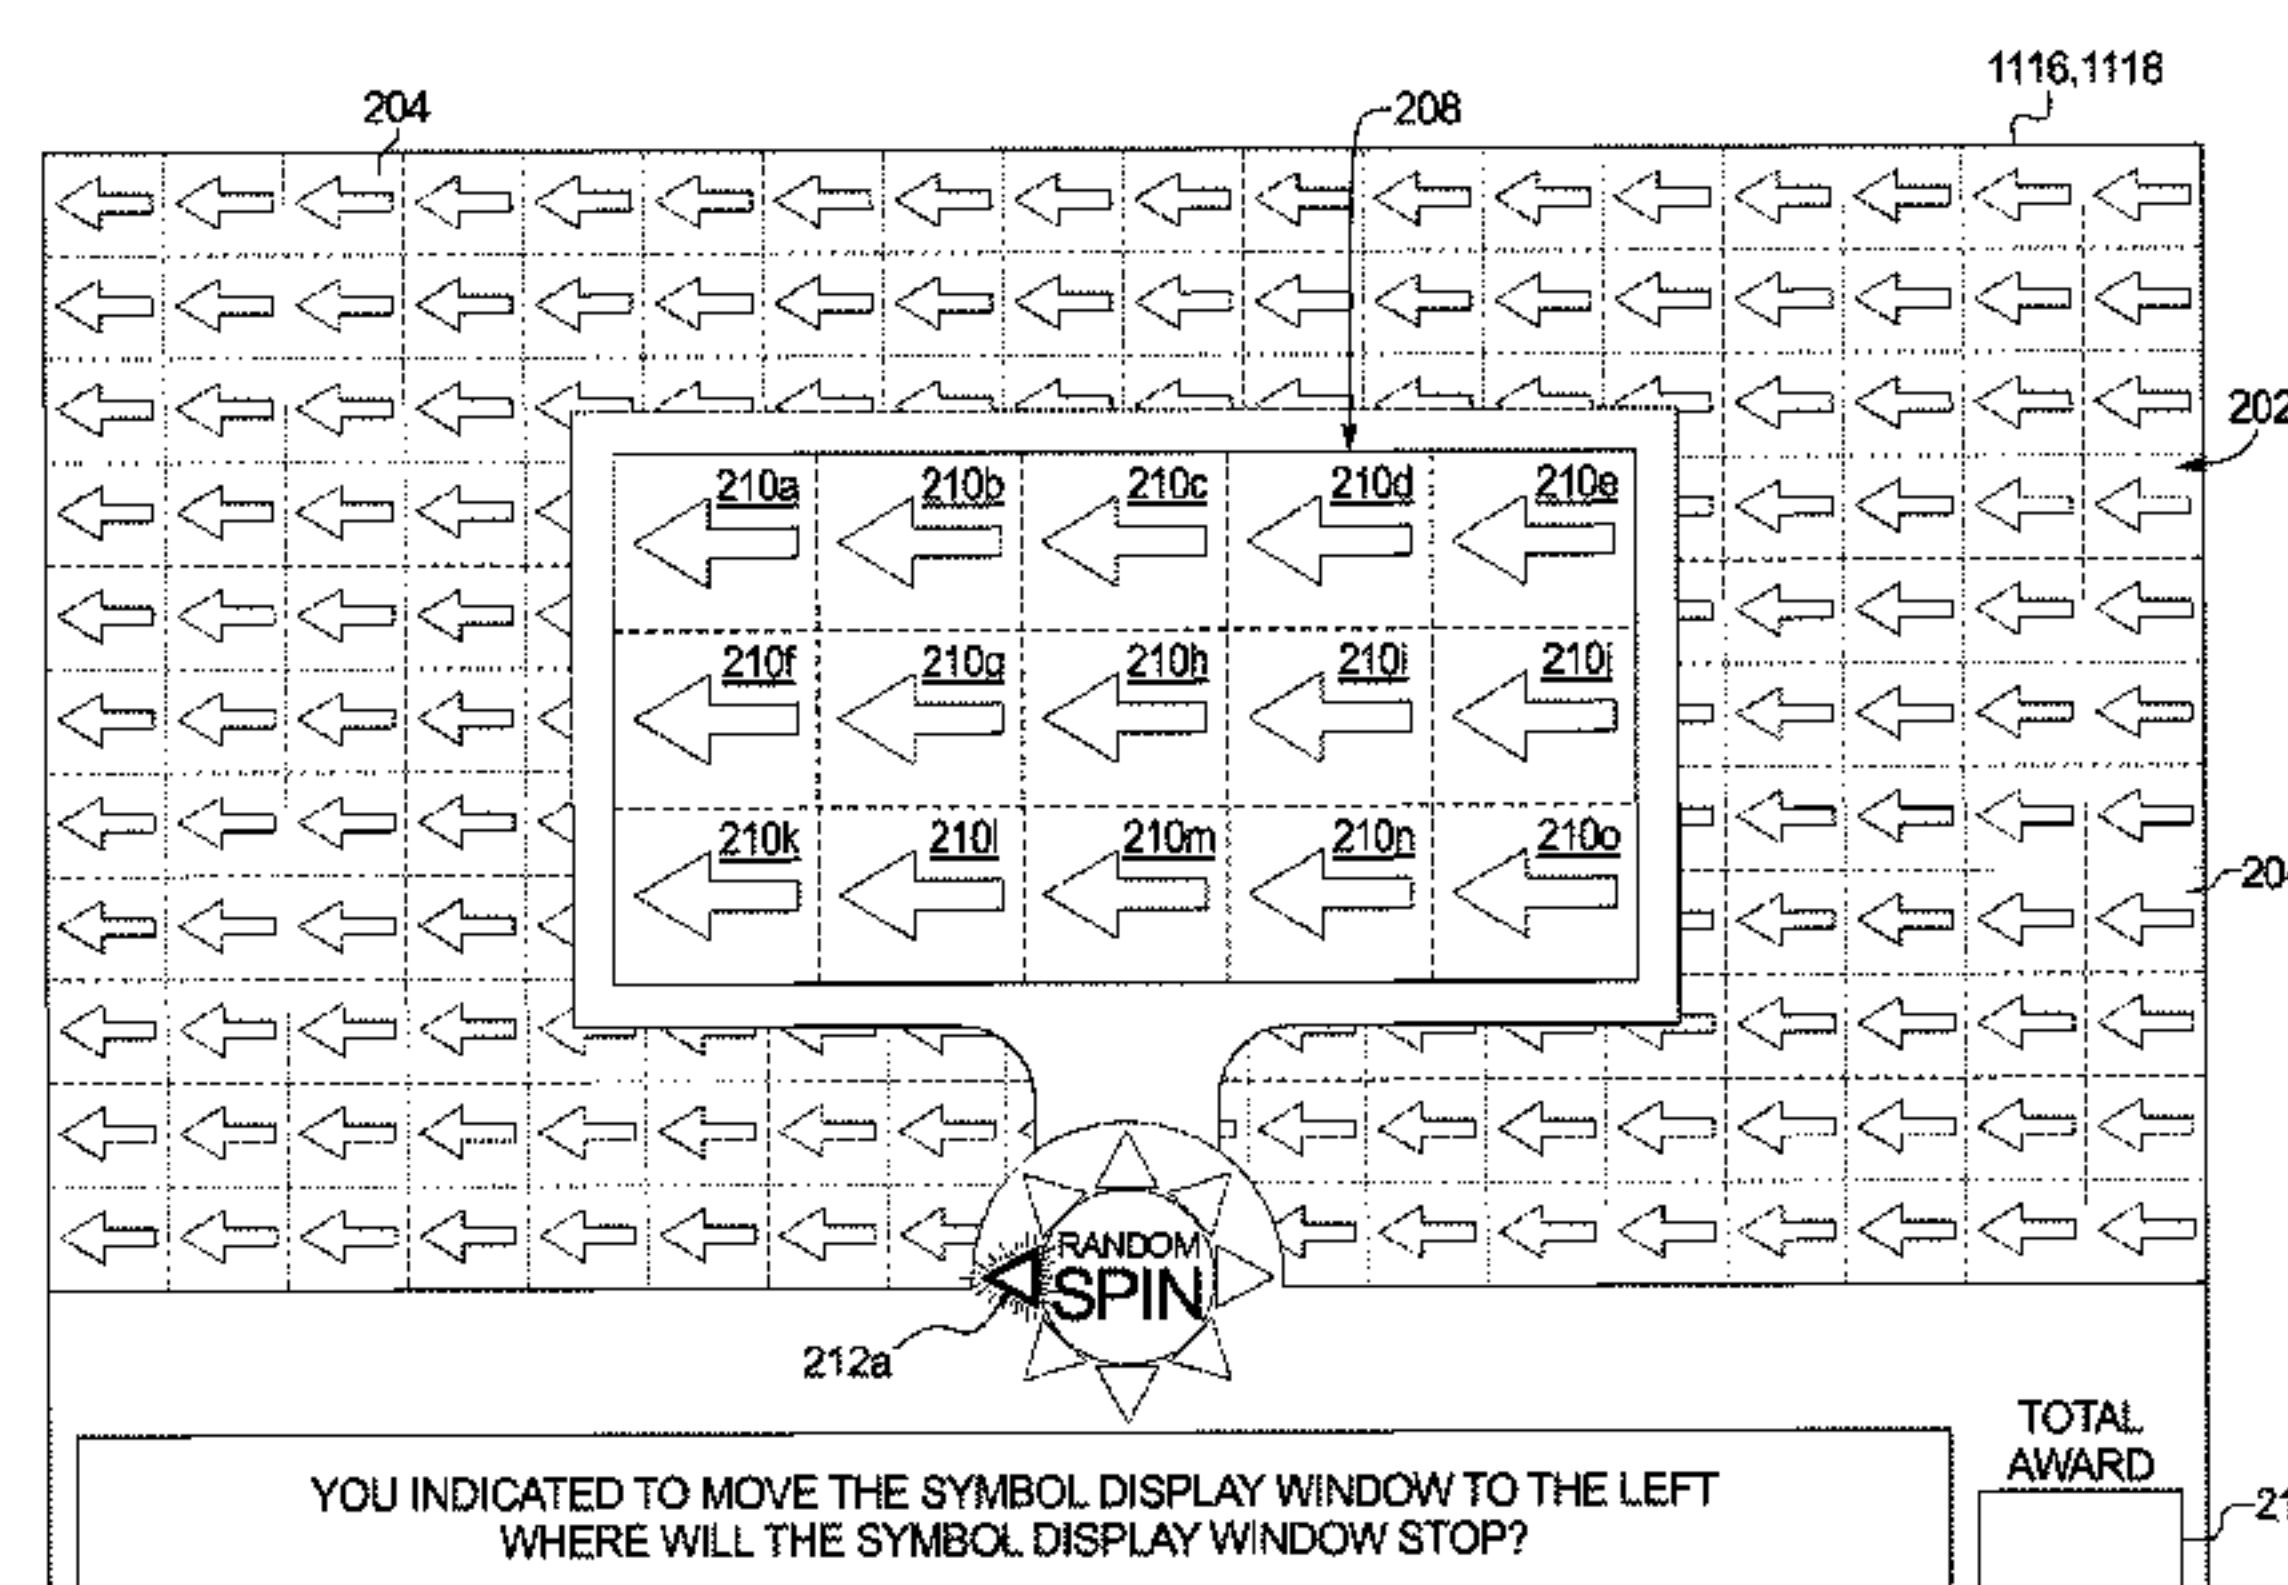 1116,1118
204
208
202
210a 210b 210c 210d 210e
210f 210g 210h 210i 210j
210k 210l 210m 210n 210o
RANDOM
SPIN
212a
TOTAL
AWARD
YOU INDICATED TO MOVE THE SYMBOL DISPLAY WINDOW TO THE LEFT
WHERE WILL THE SYMBOL DISPLAY WINDOW STOP?